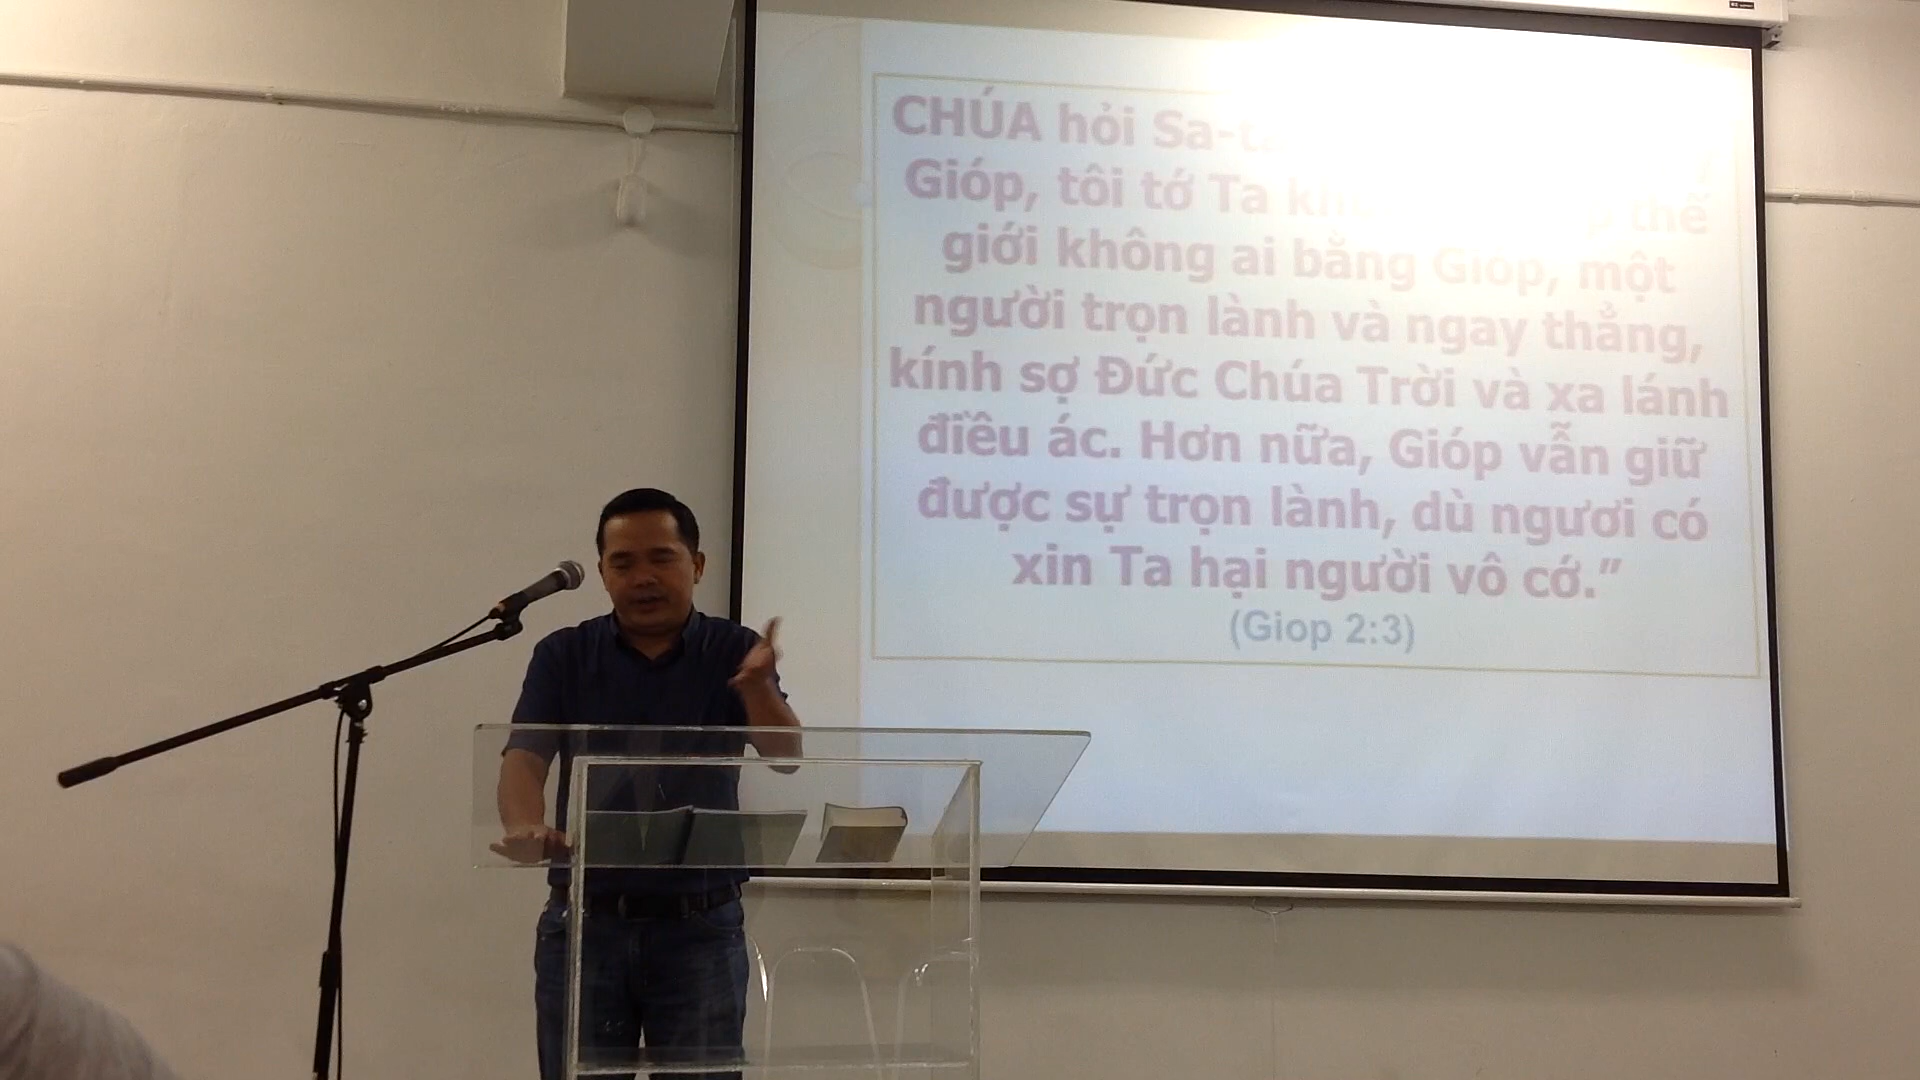 CHÚA hỏi
Gióp, tôi tớ Ta thế
giới không ai bằng Gióp, một
người trọn lành và ngay thẳng,
kính sợ Đức Chúa Trời và xa lánh
điều ác. Hơn nữa, Gióp vẫn giữ
được sự trọn lành, dù ngươi có
xin Ta hại người vô cớ.”
(Giop 2:3)